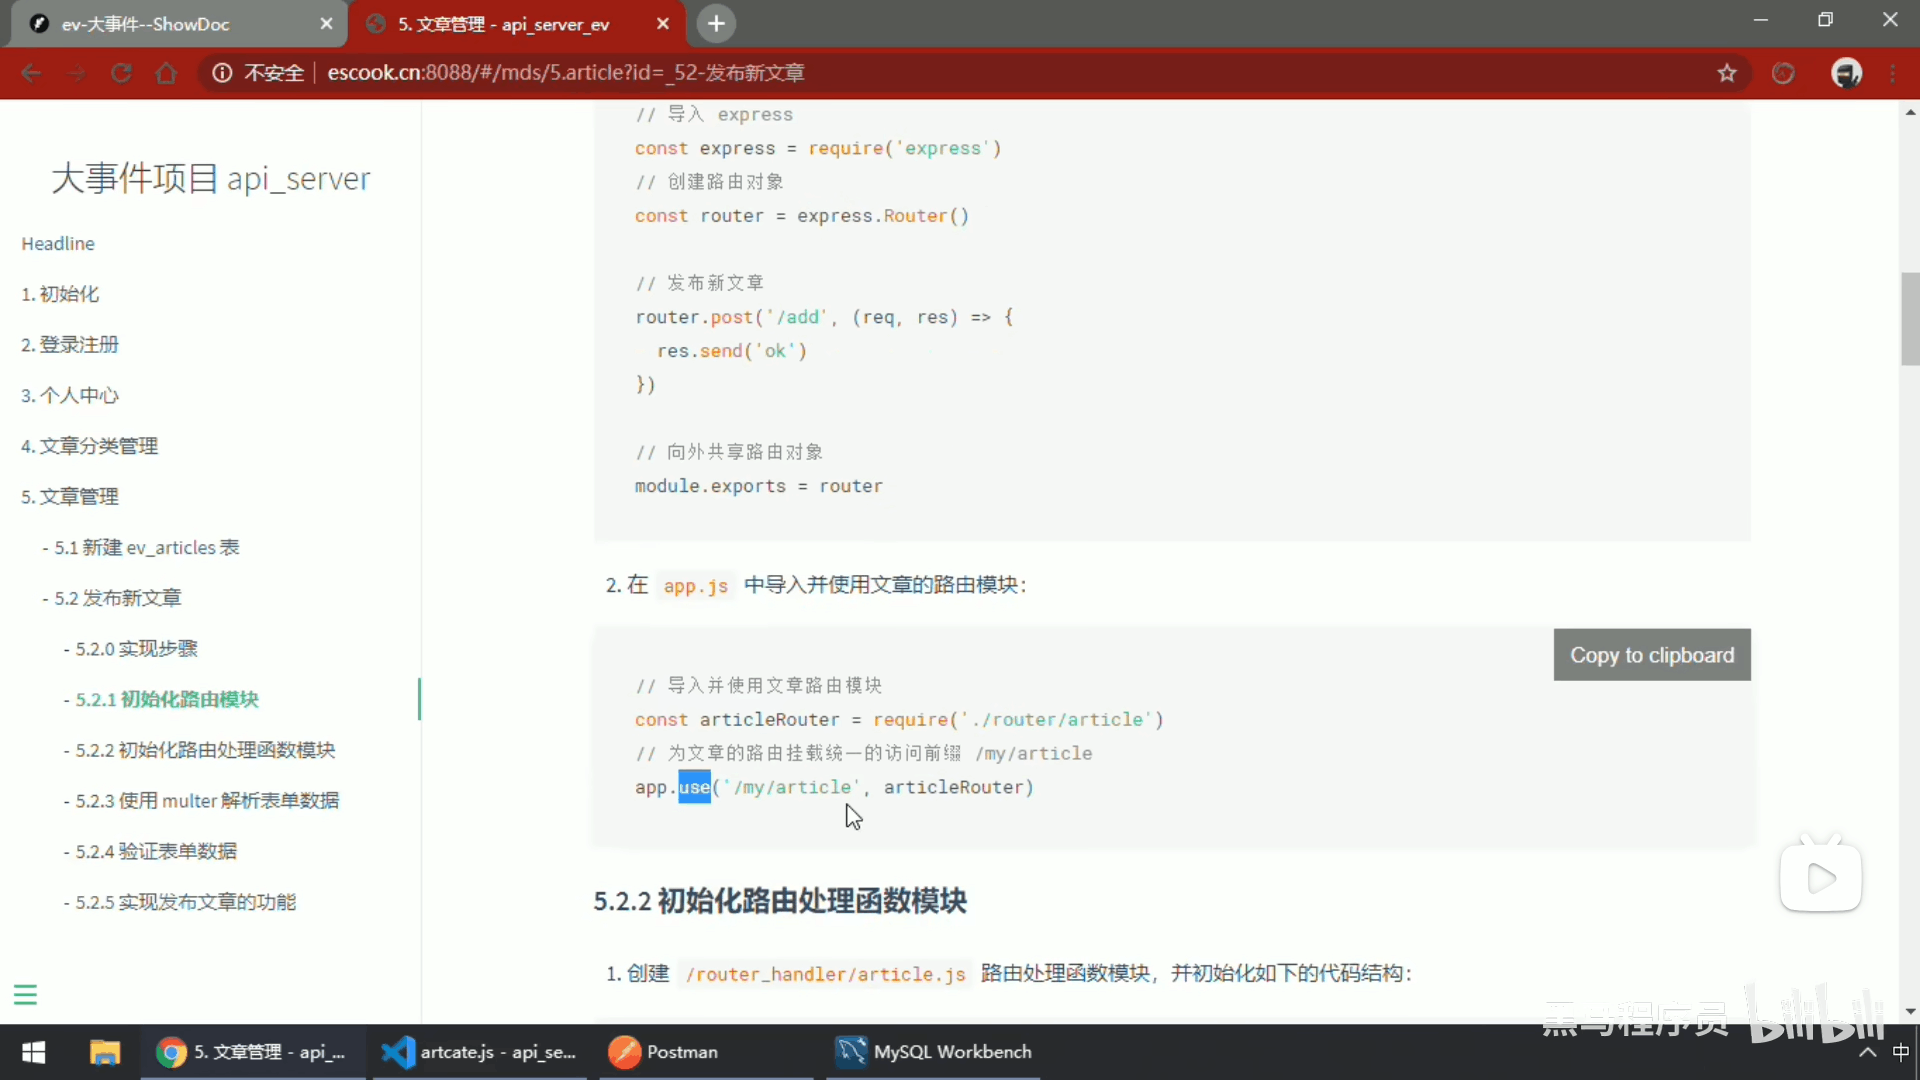 ev-大事件--ShowDoc
5. 文章管理 - api_server_ev
不安全
escook.cn:8088/#/mds/5.article?id=_52-发布新文章
大事件项目 api_server
Headline
1. 初始化
2. 登录注册
3. 个人中心
4. 文章分类管理
5. 文章管理
- 5.1 新建 ev_articles 表
- 5.2 发布新文章
- 5.2.0 实现步骤
- 5.2.1 初始化路由模块
- 5.2.2 初始化路由处理函数模块
- 5.2.3 使用 multer 解析表单数据
- 5.2.4 验证表单数据
- 5.2.5 实现发布文章的功能
// 导入 express
const express = require('express')
// 创建路由对象
const router = express.Router()
// 发布新文章
router.post('/add', (req, res) => {
res.send('ok')
})
// 向外共享路由对象
module.exports = router
2. 在 app.js 中导入并使用文章的路由模块：
Copy to clipboard
// 导入并使用文章路由模块
const articleRouter = require('./router/article')
// 为文章的路由挂载统一的访问前缀 /my/article
app.use('/my/article', articleRouter)
5.2.2 初始化路由处理函数模块
1. 创建 /router_handler/article.js 路由处理函数模块，并初始化如下的代码结构：
黑马程序员 bilibili
5. 文章管理 - api_...
artcate.js - api_se...
Postman
MySQL Workbench
中